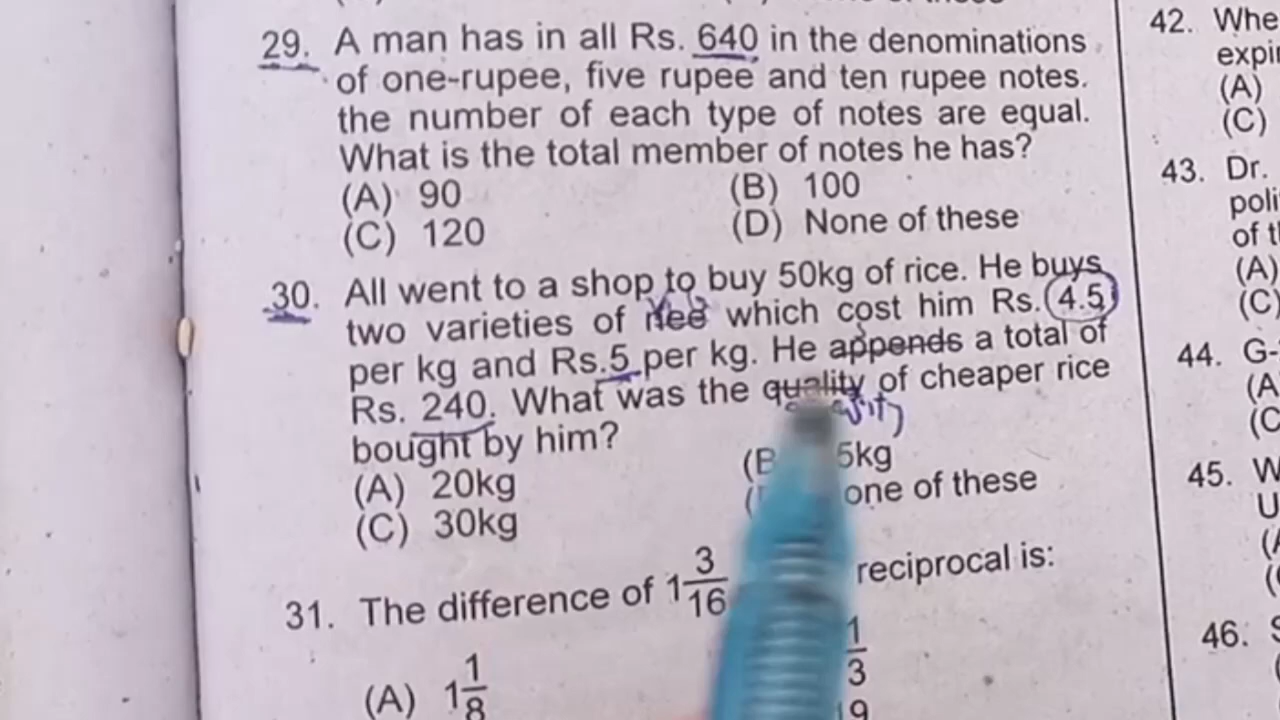 29. A man has in all Rs. 640 in the denominations
of one-rupee, five rupee and ten rupee notes.
the number of each type of notes are equal.
What is the total member of notes he has?
(A) 90 (B) 100
(C) 120 (D) None of these
30. All went to a shop to buy 50kg of rice. He buys
two varieties of which cost him Rs. 4.5
per kg and Rs.5 per kg. He appends a total of
Rs. 240. What was the quality of cheaper rice
bought by him?
(A) 20kg 5kg
(C) 30kg one of these
31. The difference of 1 3/16 reciprocal is:
(A) 1 1/8 1/3
42. Whe
expi
(A)
(C)
43. Dr.
poli
of t
(A)
(C)
44. G-
(A
(C
45. W
U
46.